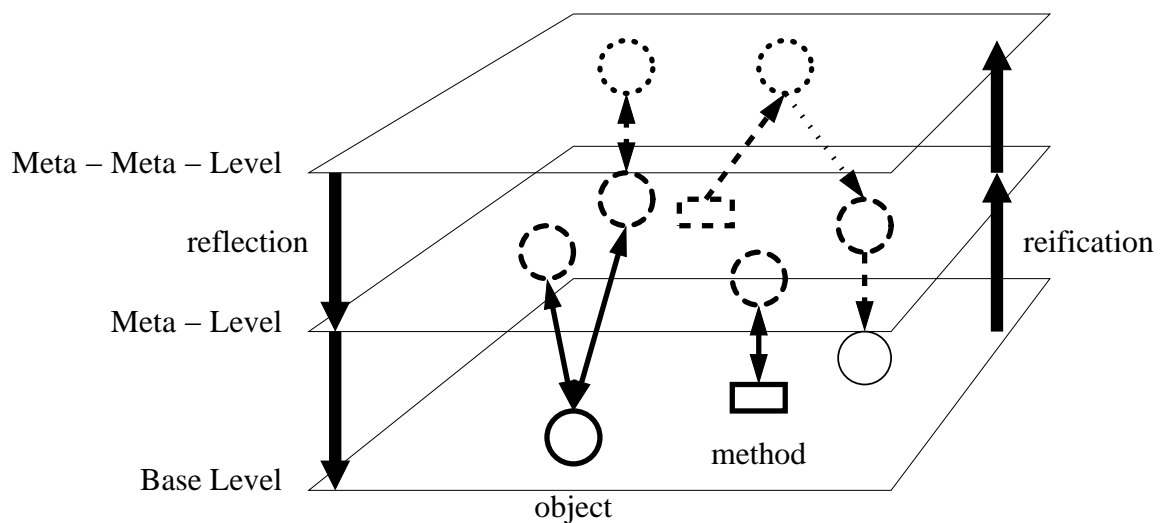 Meta – Meta – Level
reflection
reification
Meta – Level
method
Base Level
object